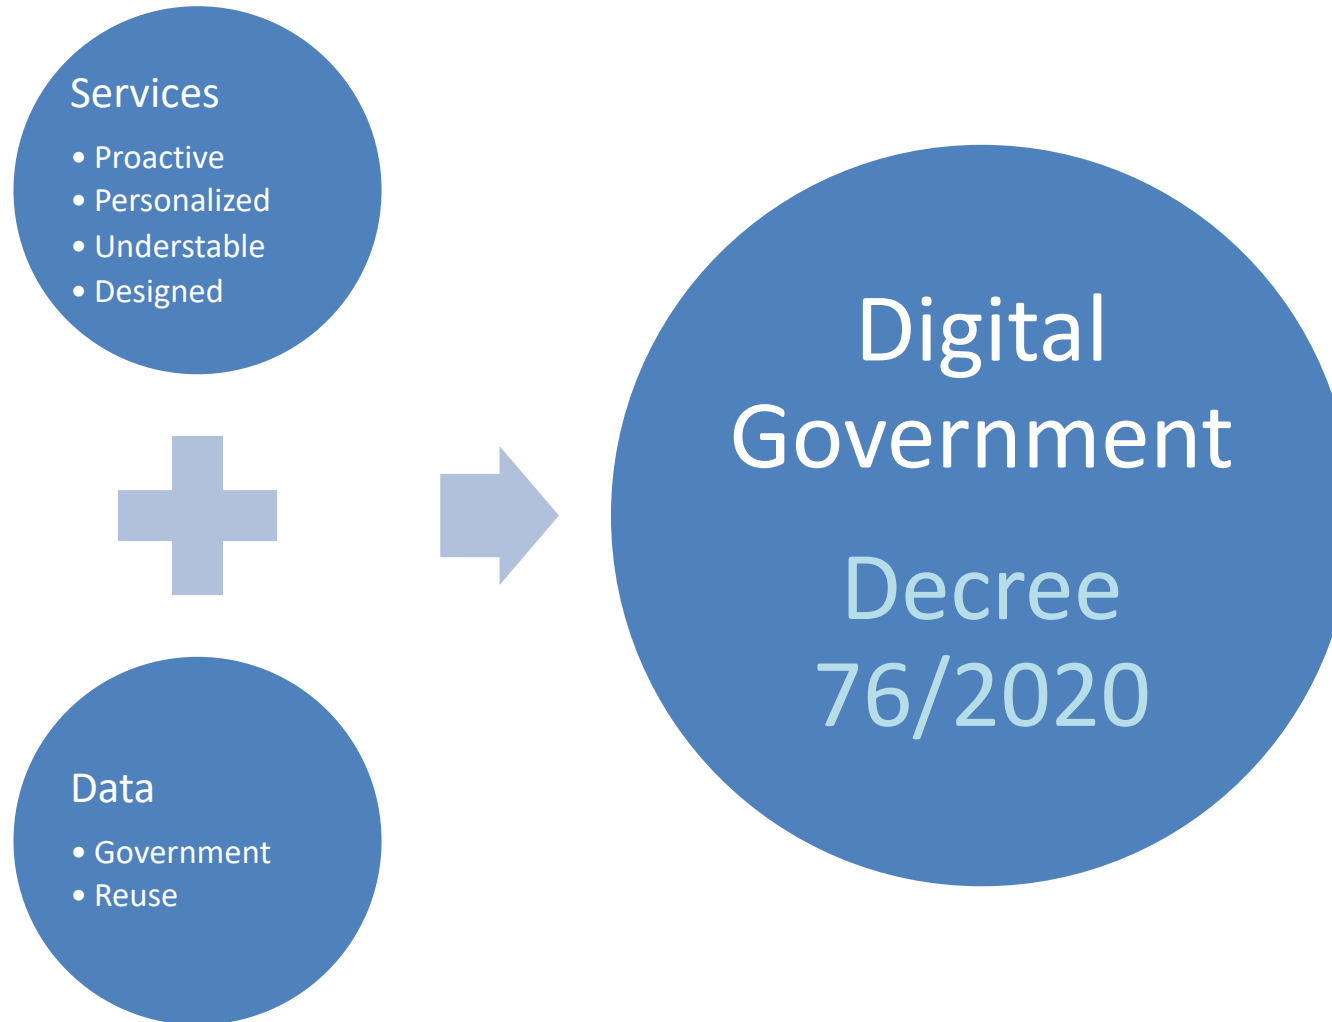 Services
• Proactive
• Personalized
• Understable
• Designed
Data
• Government
• Reuse
Digital
Government
Decree
76/2020